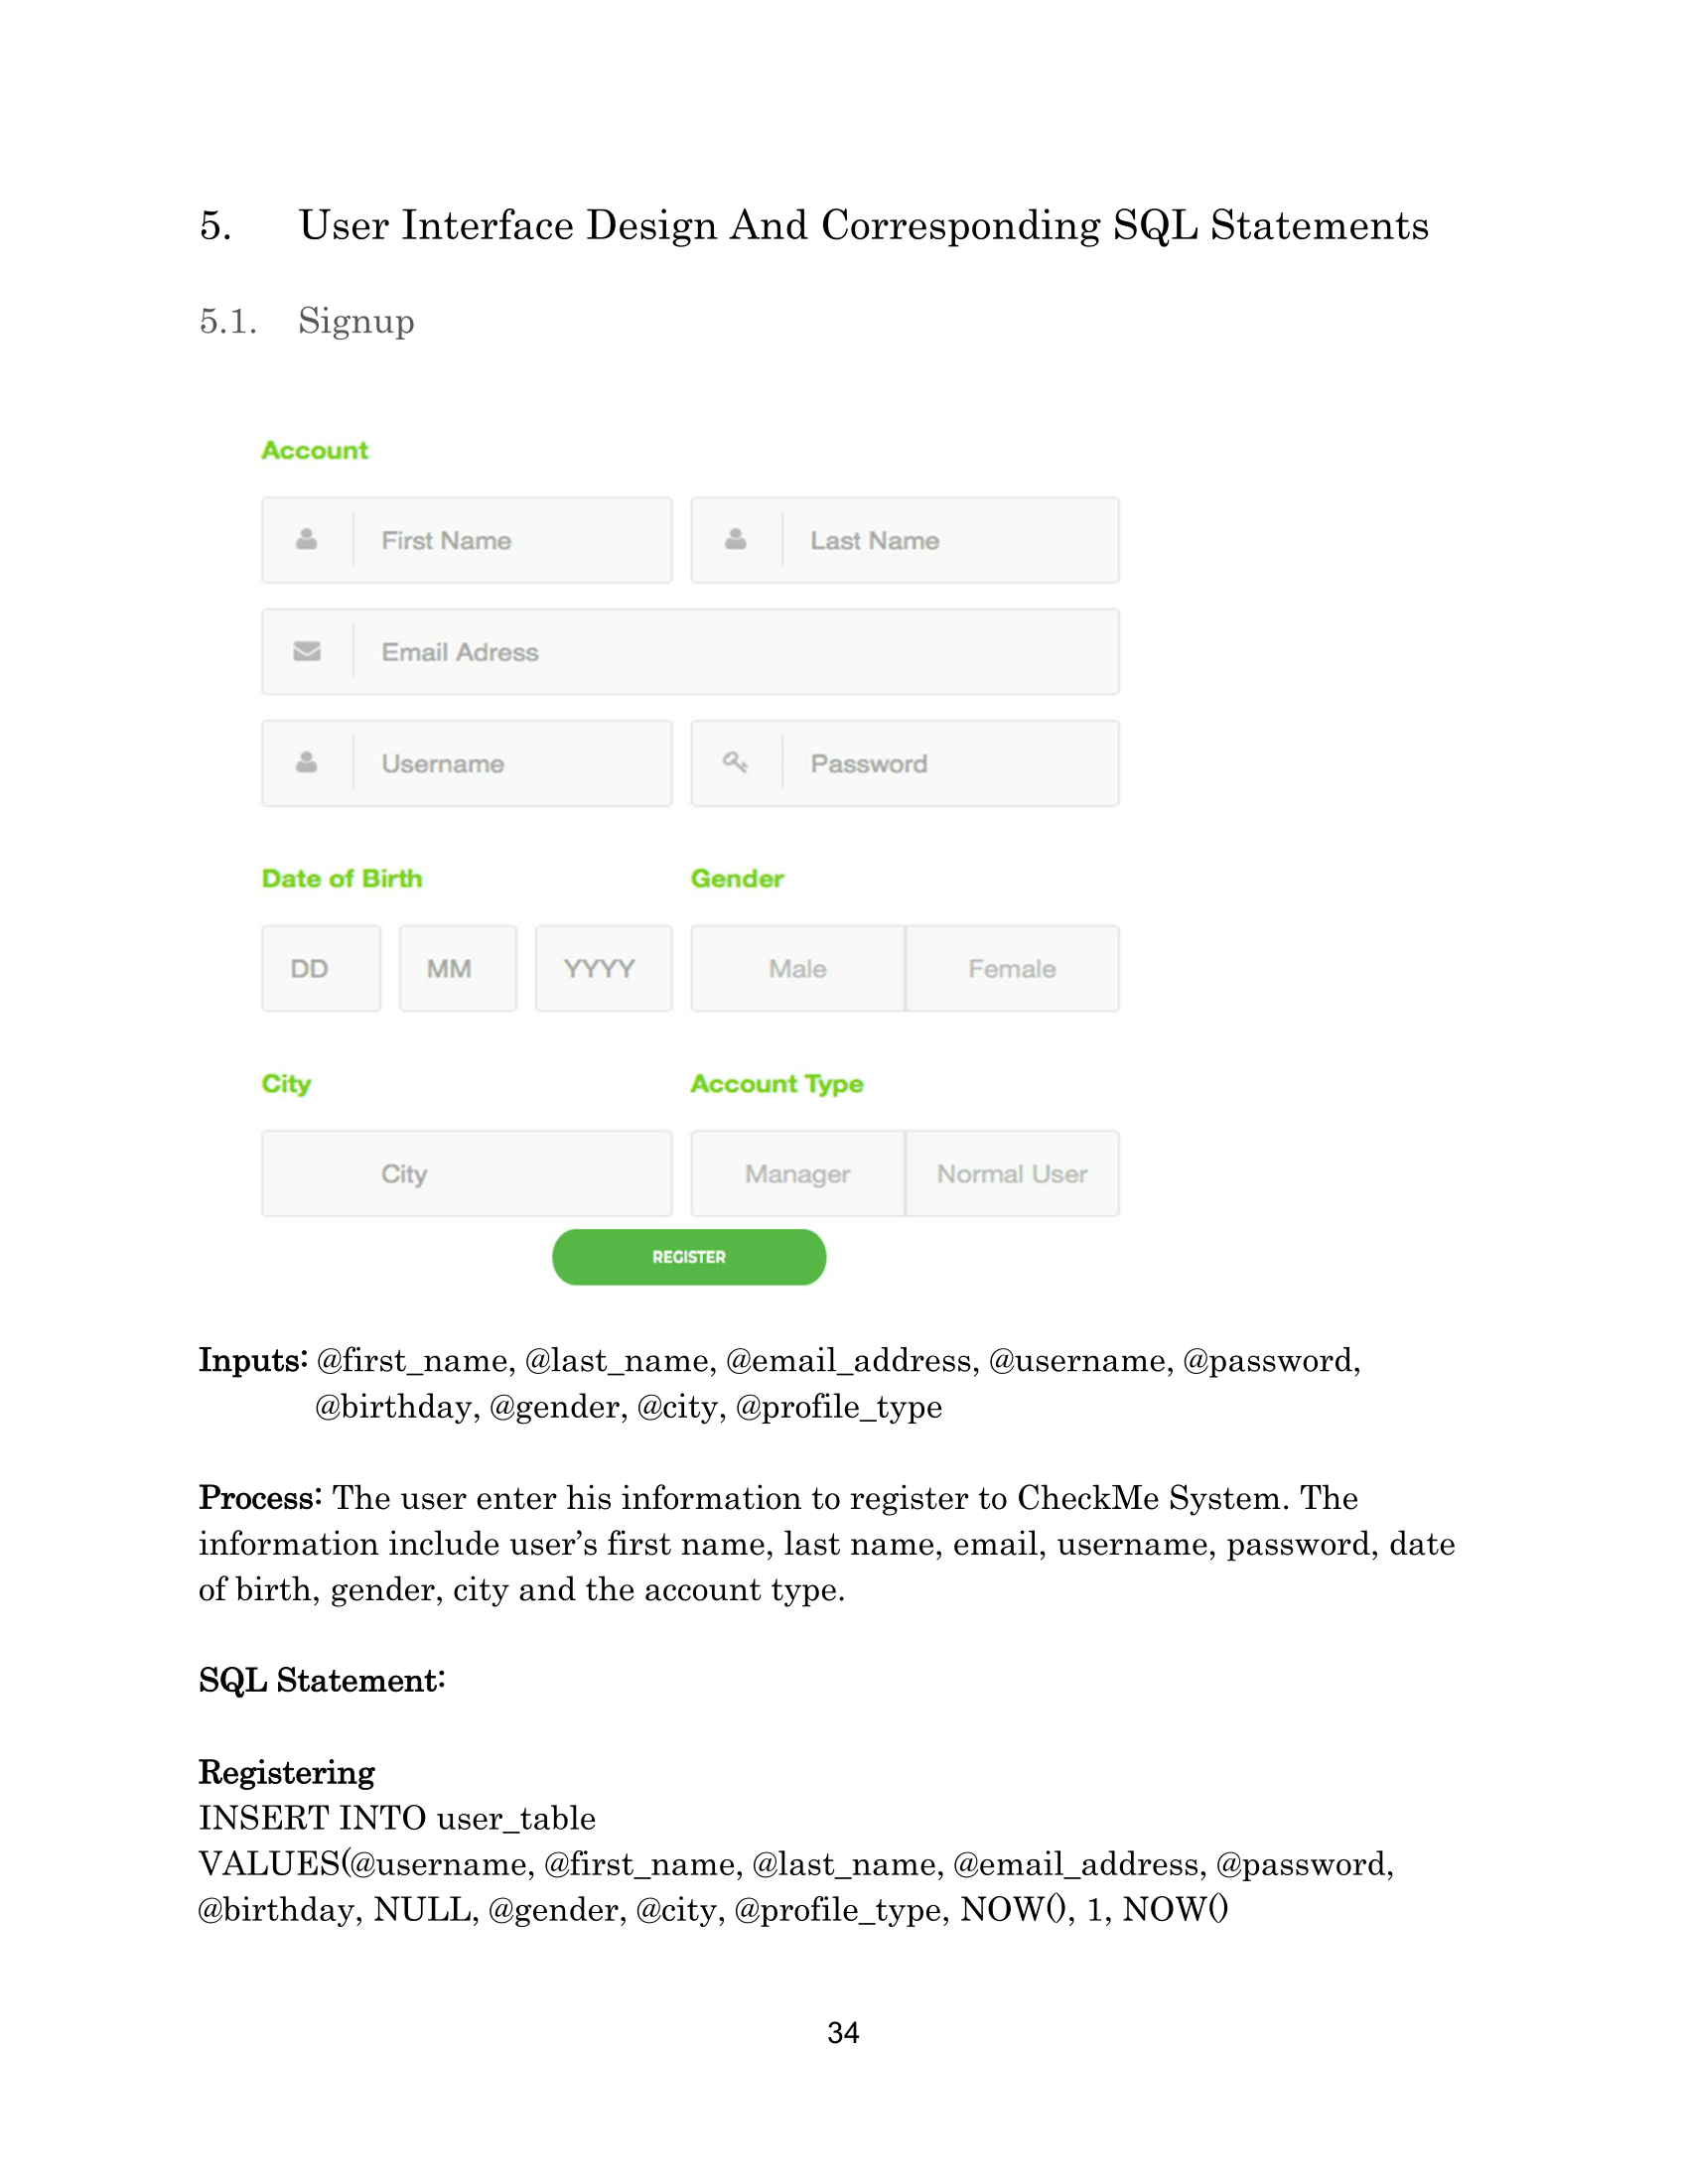 5. User Interface Design And Corresponding SQL Statements
5.1. Signup
Account
First Name Last Name
Email Adress
Username Password
Date of Birth Gender
DD MM YYYY Male Female
City Account Type
City Manager Normal User
REGISTER
Inputs: @first_name, @last_name, @email_address, @username, @password,
@birthday, @gender, @city, @profile_type
Process: The user enter his information to register to CheckMe System. The
information include user’s first name, last name, email, username, password, date
of birth, gender, city and the account type.
SQL Statement:
Registering
INSERT INTO user_table
VALUES(@username, @first_name, @last_name, @email_address, @password,
@birthday, NULL, @gender, @city, @profile_type, NOW(), 1, NOW()
34